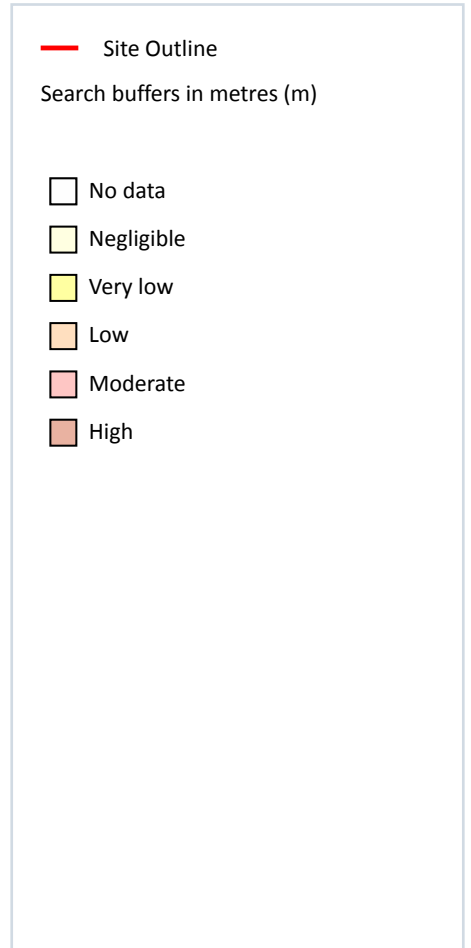 Site Outline
Search buffers in metres (m)
No data
Negligible
Very low
Low
Moderate
High